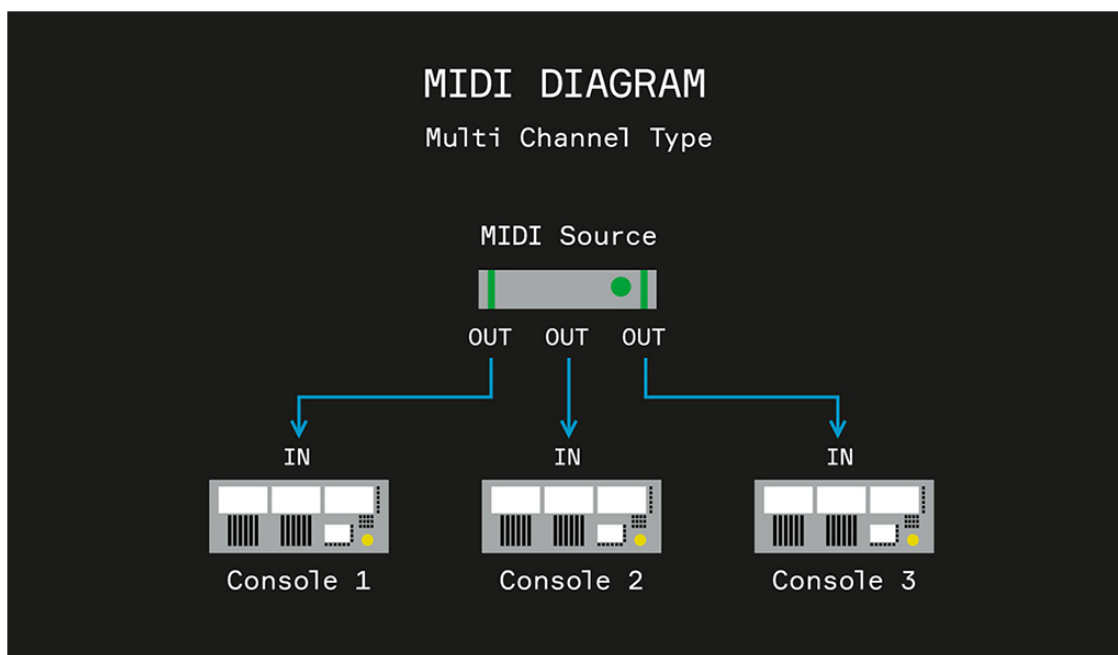 MIDI DIAGRAM
Multi Channel Type
MIDI Source
OUT OUT OUT
IN IN IN
Console 1 Console 2 Console 3